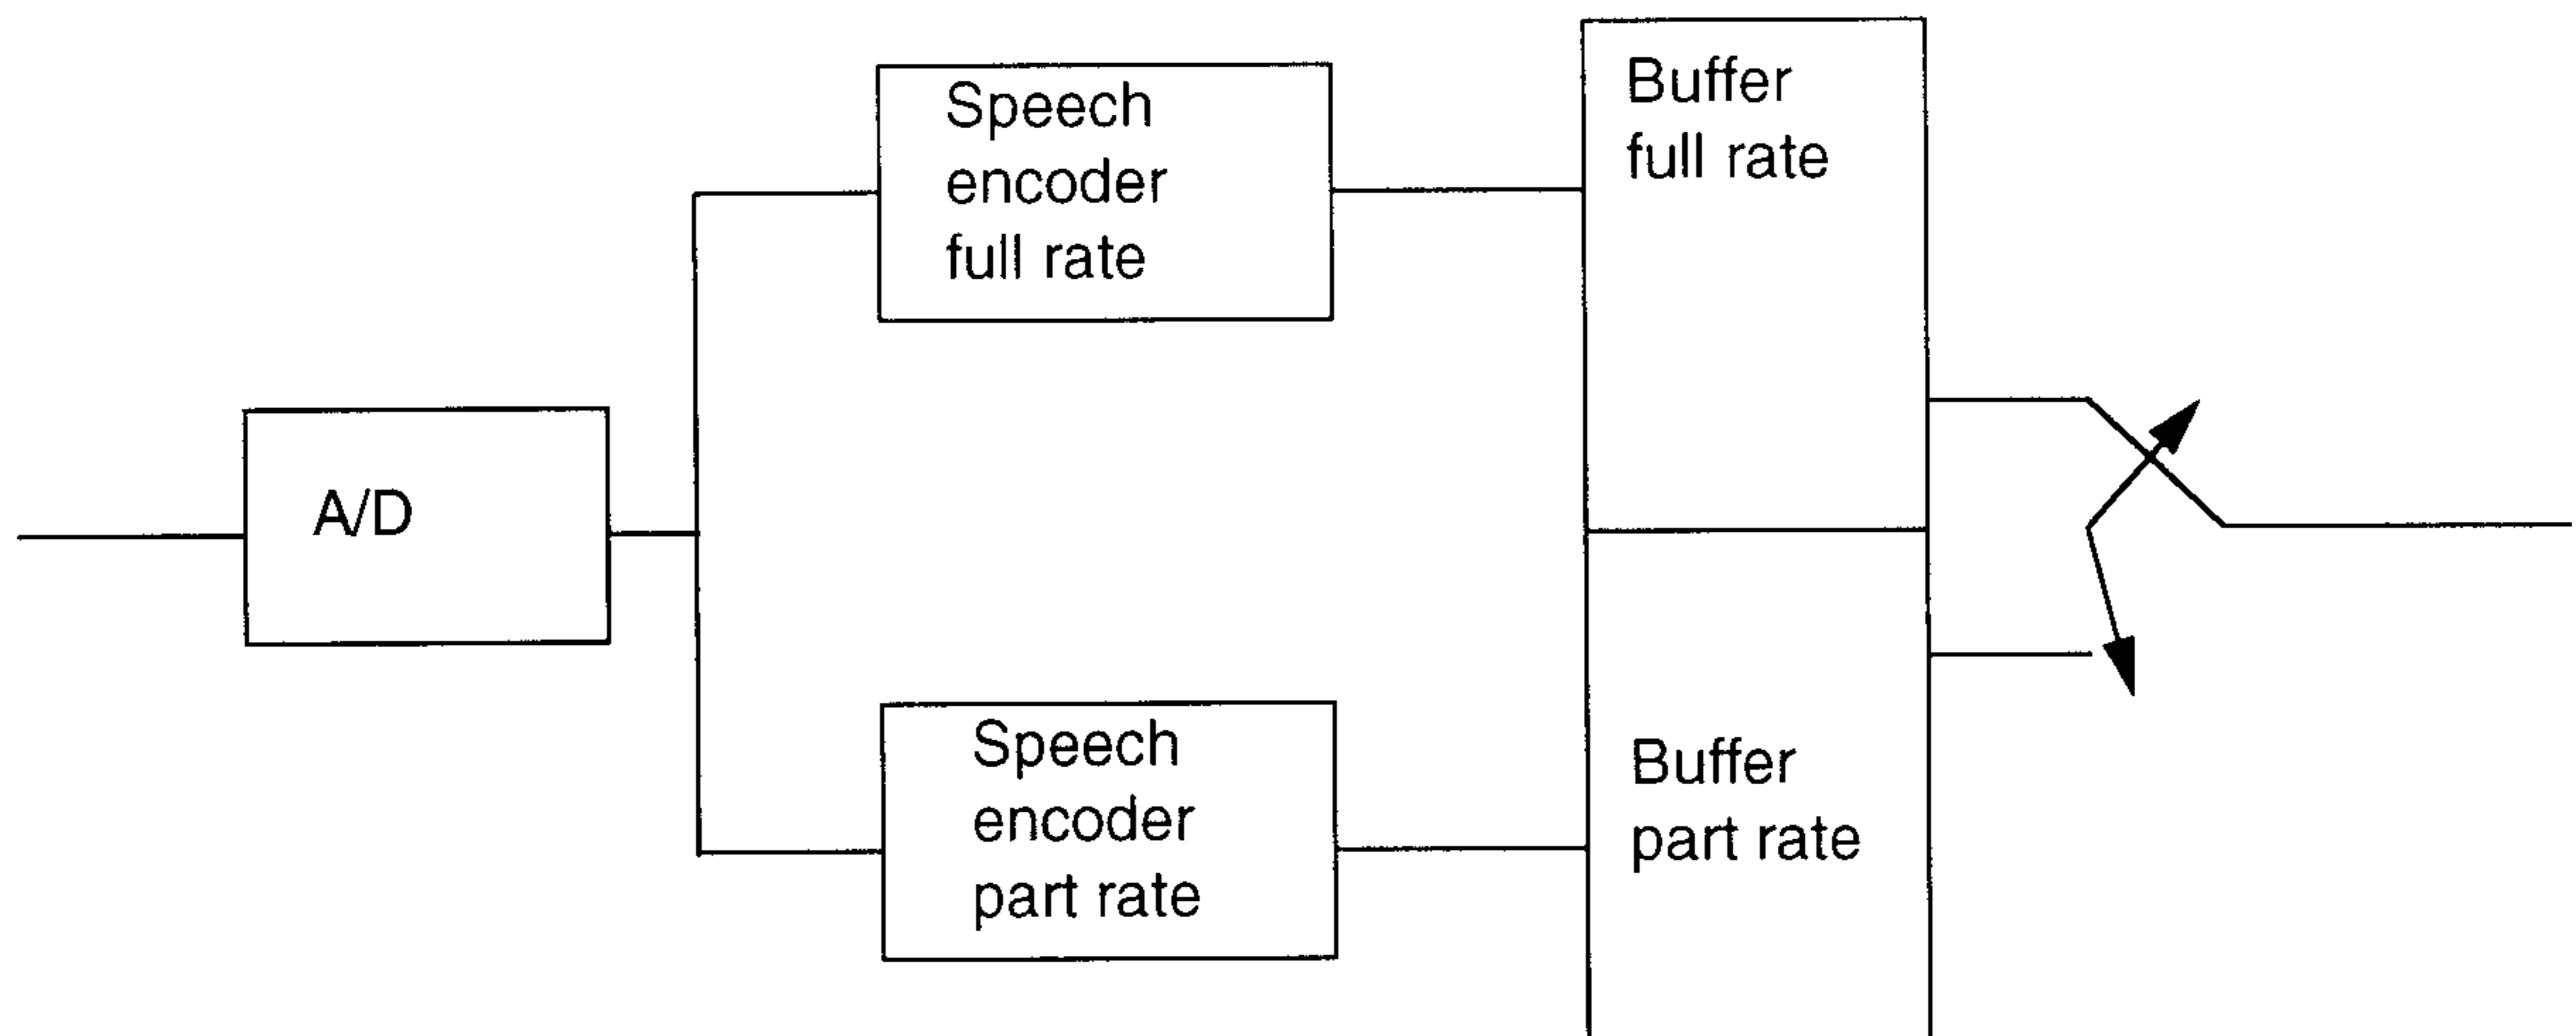 A/D
Speech
encoder
full rate
Buffer
full rate
Speech
encoder
part rate
Buffer
part rate